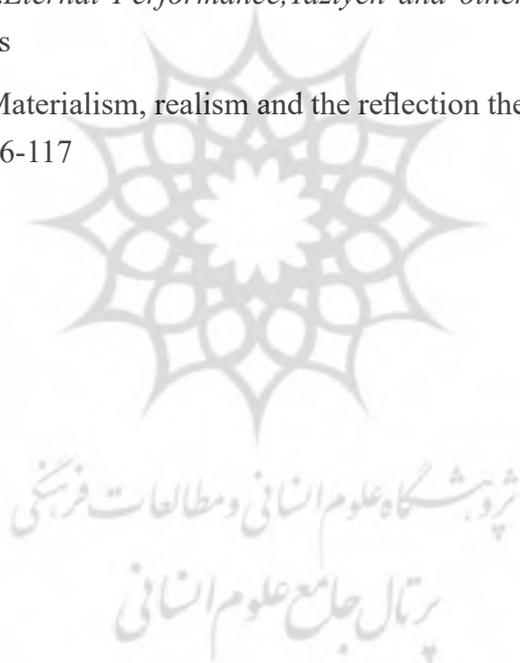 Eternal Performance,Taziyeh and other
s
Materialism, realism and the reflection the
6-117
پژوهشگاه علوم انسانی و مطالعات فرهنگی
پرتال جامع علوم انسانی